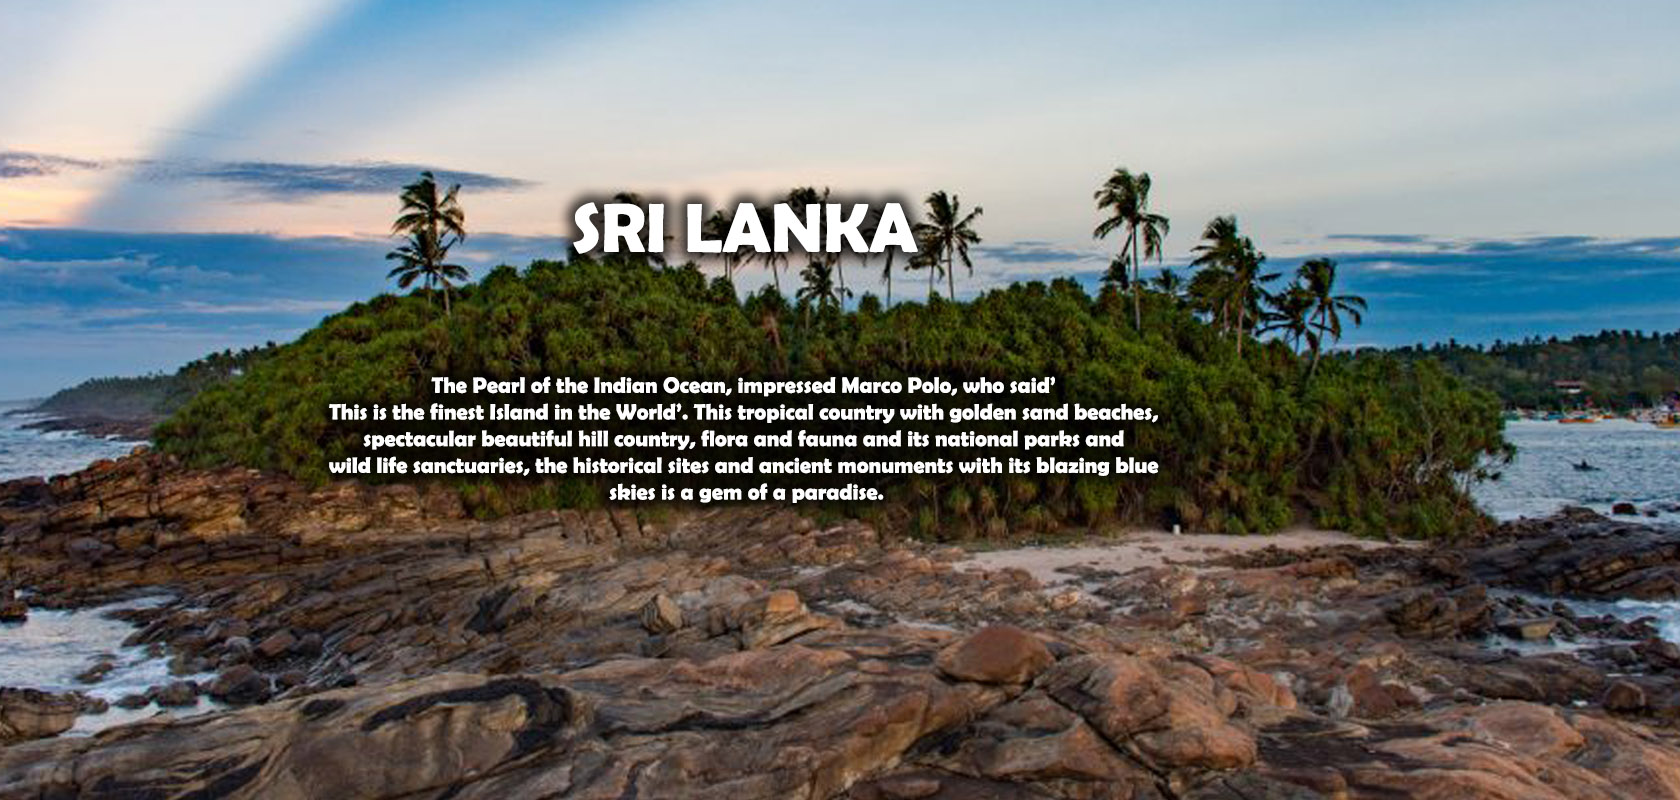 SRI LANKA
The Pearl of the Indian Ocean, impressed Marco Polo, who said’
This is the finest Island in the World’. This tropical country with golden sand beaches,
spectacular beautiful hill country, flora and fauna and its national parks and
wild life sanctuaries, the historical sites and ancient monuments with its blazing blue
skies is a gem of a paradise.